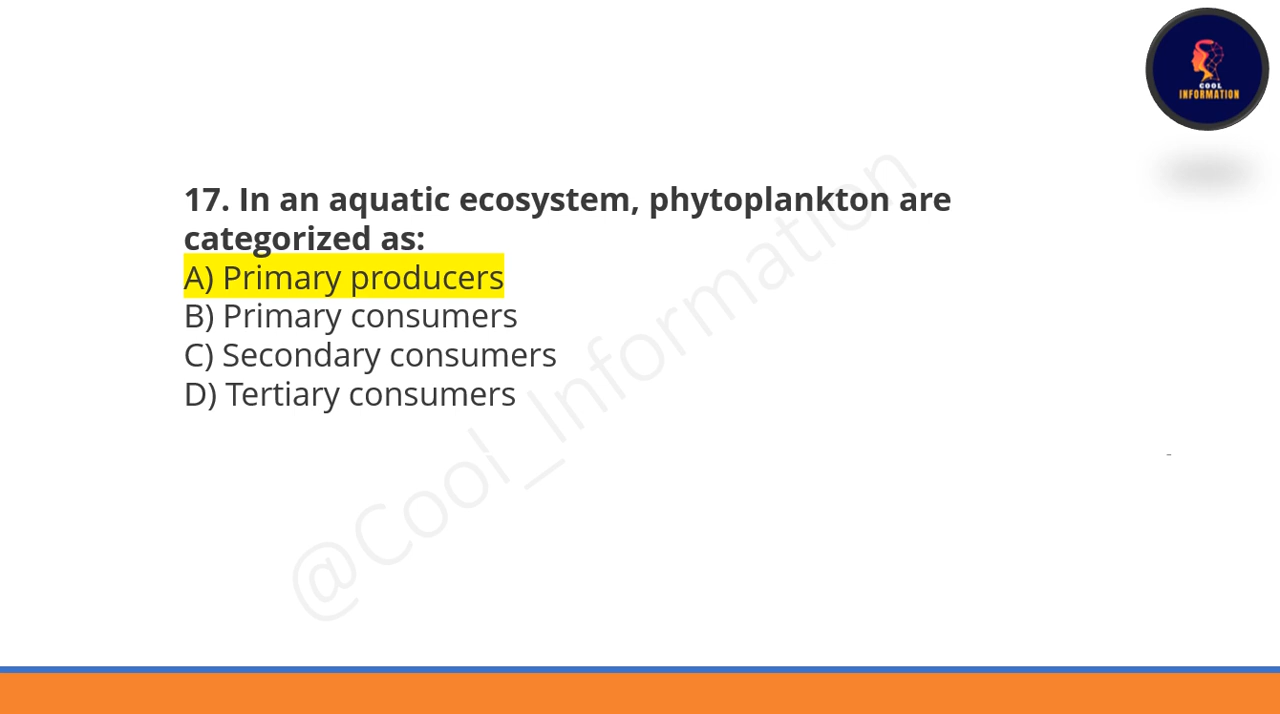 COOL
INFORMATION
17. In an aquatic ecosystem, phytoplankton are
categorized as:
A) Primary producers
B) Primary consumers
C) Secondary consumers
D) Tertiary consumers
@Cool_Information